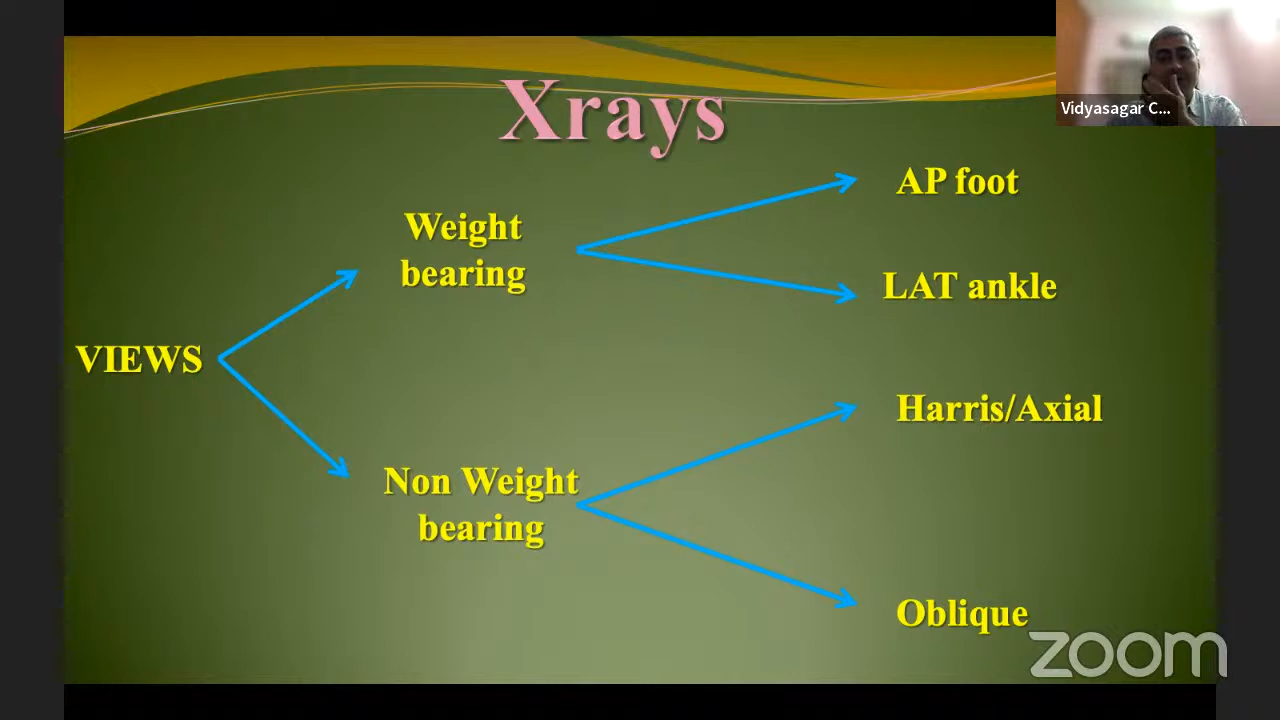 Xrays
Vidyasagar C...
AP foot
Weight
bearing
LAT ankle
VIEWS
Harris/Axial
Non Weight
bearing
Oblique
zoom